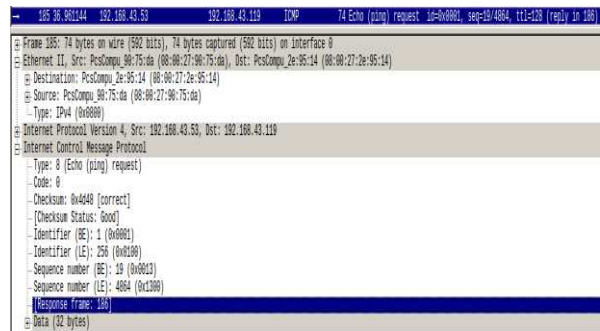 185 36.961144 192.168.43.53 192.168.43.119 ICMP 74 Echo (ping) request id=0x0001, seq=19/4864, ttl=128 (reply in 186)
Frame 185: 74 bytes on wire (592 bits), 74 bytes captured (592 bits) on interface 0
Ethernet II, Src: PcsCompu_90:75:da (08:00:27:90:75:da), Dst: PcsCompu_2e:95:14 (08:00:27:2e:95:14)
Destination: PcsCompu_2e:95:14 (08:00:27:2e:95:14)
Source: PcsCompu_90:75:da (08:00:27:90:75:da)
Type: IPv4 (0x0800)
Internet Protocol Version 4, Src: 192.168.43.53, Dst: 192.168.43.119
Internet Control Message Protocol
Type: 8 (Echo (ping) request)
Code: 0
Checksum: 0x4d48 [correct]
[Checksum Status: Good]
Identifier (BE): 1 (0x0001)
Identifier (LE): 256 (0x0100)
Sequence number (BE): 19 (0x0013)
Sequence number (LE): 4864 (0x1300)
[Response frame: 186]
Data (32 bytes)